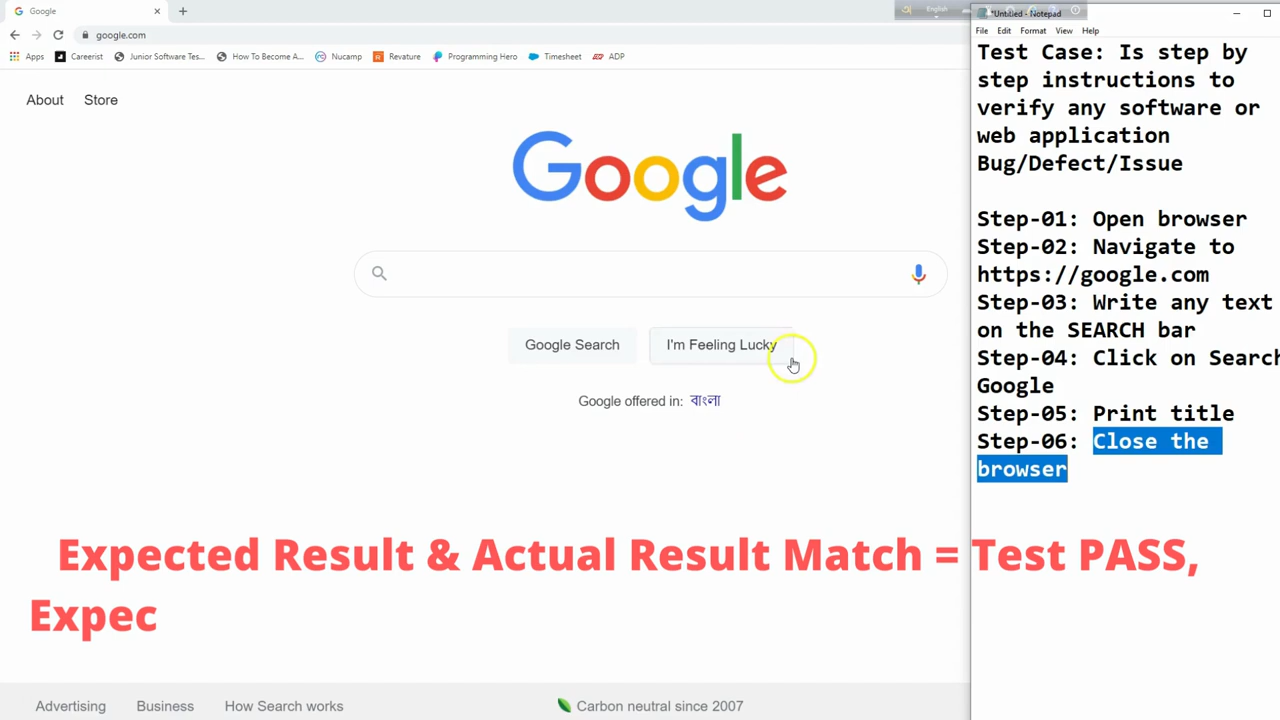 Google
google.com
Apps
Careerist
Junior Software Tes...
How To Become A...
Nucamp
Revature
Programming Hero
Timesheet
ADP
About
Store
Google
Google Search
I'm Feeling Lucky
Google offered in: বাংলা
Expected Result & Actual Result Match = Test PASS,
Expec
Advertising
Business
How Search works
Carbon neutral since 2007
English
*Untitled - Notepad
File
Edit
Format
View
Help
Test Case: Is step by
step instructions to
verify any software or
web application
Bug/Defect/Issue
Step-01: Open browser
Step-02: Navigate to
https://google.com
Step-03: Write any text
on the SEARCH bar
Step-04: Click on Search
Google
Step-05: Print title
Step-06: Close the
browser